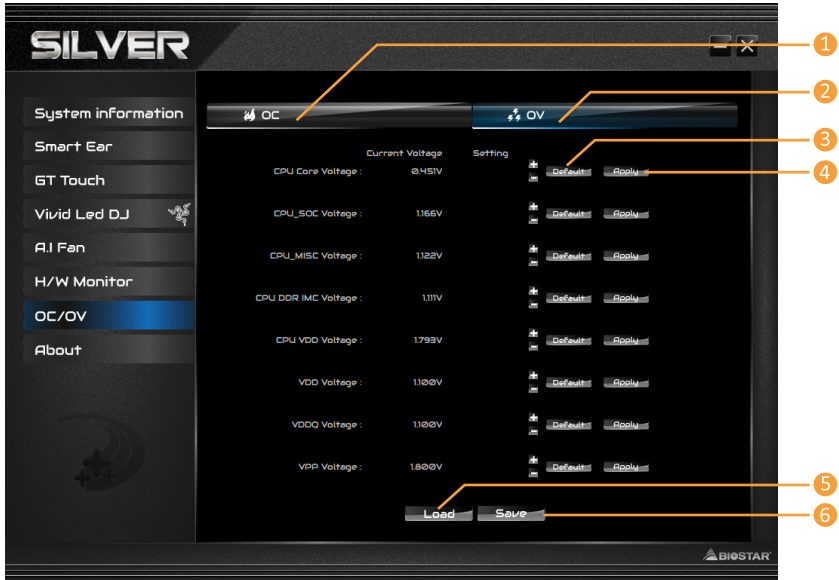 SILVER
1
2
System information
OC
OV
Smart Ear
3
Current Voltage Setting
CPU Core Voltage : 0.451V Default Apply
4
GT Touch
Vivid Led DJ
CPU_SOC Voltage : 1.166V Default Apply
A.I Fan
CPU_MISC Voltage : 1.122V Default Apply
H/W Monitor
CPU DDR IMC Voltage : 1.111V Default Apply
OC/OV
CPU VDD Voltage : 1.793V Default Apply
About
VDD Voltage : 1.100V Default Apply
VDDQ Voltage : 1.100V Default Apply
VPP Voltage : 1.800V Default Apply
5
Load Save
6
BIOSTAR